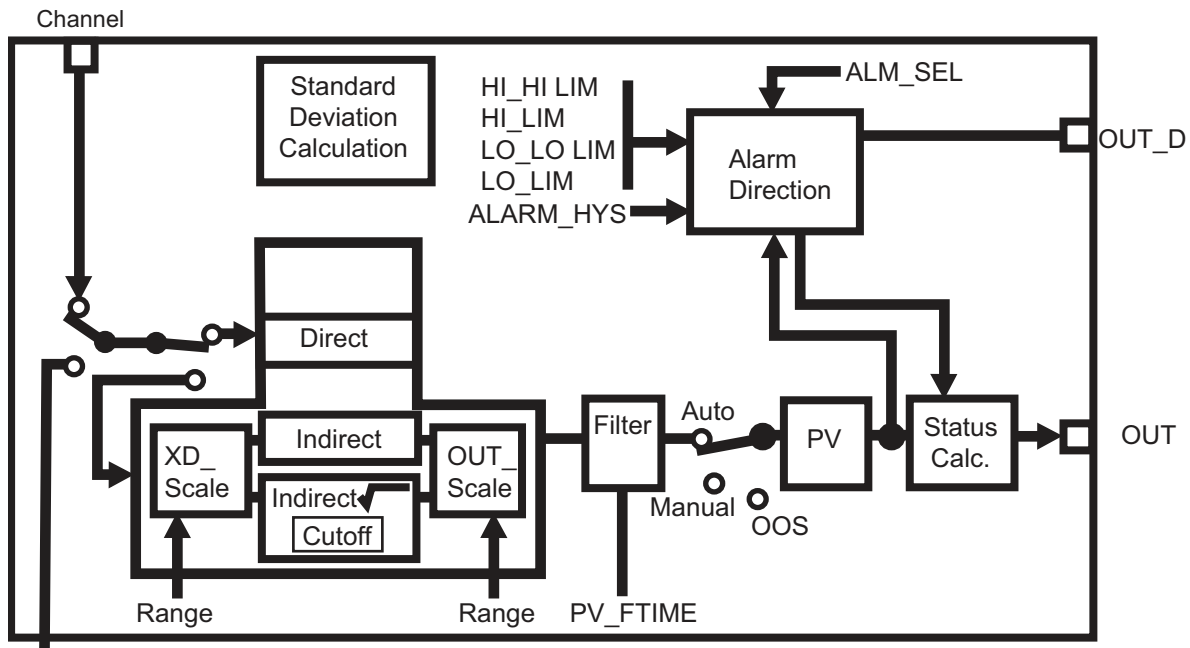 Channel
Standard
Deviation
Calculation
HI_HI LIM
HI_LIM
LO_LO LIM
LO_LIM
ALARM_HYS
ALM_SEL
Alarm
Direction
OUT_D
Direct
Indirect
XD_
Scale
OUT_
Scale
Indirect
Cutoff
Range
Range
Filter
PV_FTIME
Auto
Manual
OOS
PV
Status
Calc.
OUT